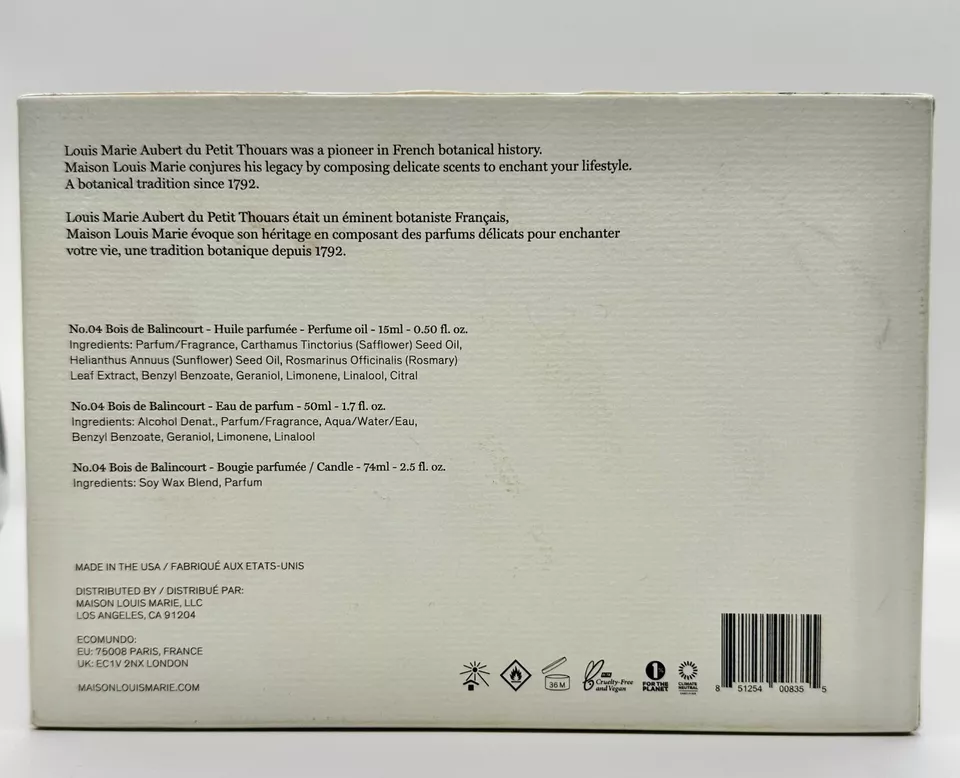 Louis Marie Aubert du Petit Thouars was a pioneer in French botanical history.
Maison Louis Marie conjures his legacy by composing delicate scents to enchant your lifestyle.
A botanical tradition since 1792.
Louis Marie Aubert du Petit Thouars était un éminent botaniste Français,
Maison Louis Marie évoque son héritage en composant des parfums délicats pour enchanter
votre vie, une tradition botanique depuis 1792.
No.04 Bois de Balincourt - Huile parfumée - Perfume oil - 15ml - 0.50 fl. oz.
Ingredients: Parfum/Fragrance, Carthamus Tinctorius (Safflower) Seed Oil,
Helianthus Annuus (Sunflower) Seed Oil, Rosmarinus Officinalis (Rosmary)
Leaf Extract, Benzyl Benzoate, Geraniol, Limonene, Linalool, Citral
No.04 Bois de Balincourt - Eau de parfum - 50ml - 1.7 fl. oz.
Ingredients: Alcohol Denat., Parfum/Fragrance, Aqua/Water/Eau,
Benzyl Benzoate, Geraniol, Limonene, Linalool
No.04 Bois de Balincourt - Bougie parfumée / Candle - 74ml - 2.5 fl. oz.
Ingredients: Soy Wax Blend, Parfum
MADE IN THE USA / FABRIQUÉ AUX ETATS-UNIS
DISTRIBUTED BY / DISTRIBUÉ PAR:
MAISON LOUIS MARIE, LLC
LOS ANGELES, CA 91204
ECOMUNDO:
EU: 75008 PARIS, FRANCE
UK: EC1V 2NX LONDON
MAISONLOUISMARIE.COM
36 M
Cruelty-Free
and Vegan
1%
FOR THE
PLANET
CLIMATE
NEUTRAL
8 51254 00835 5